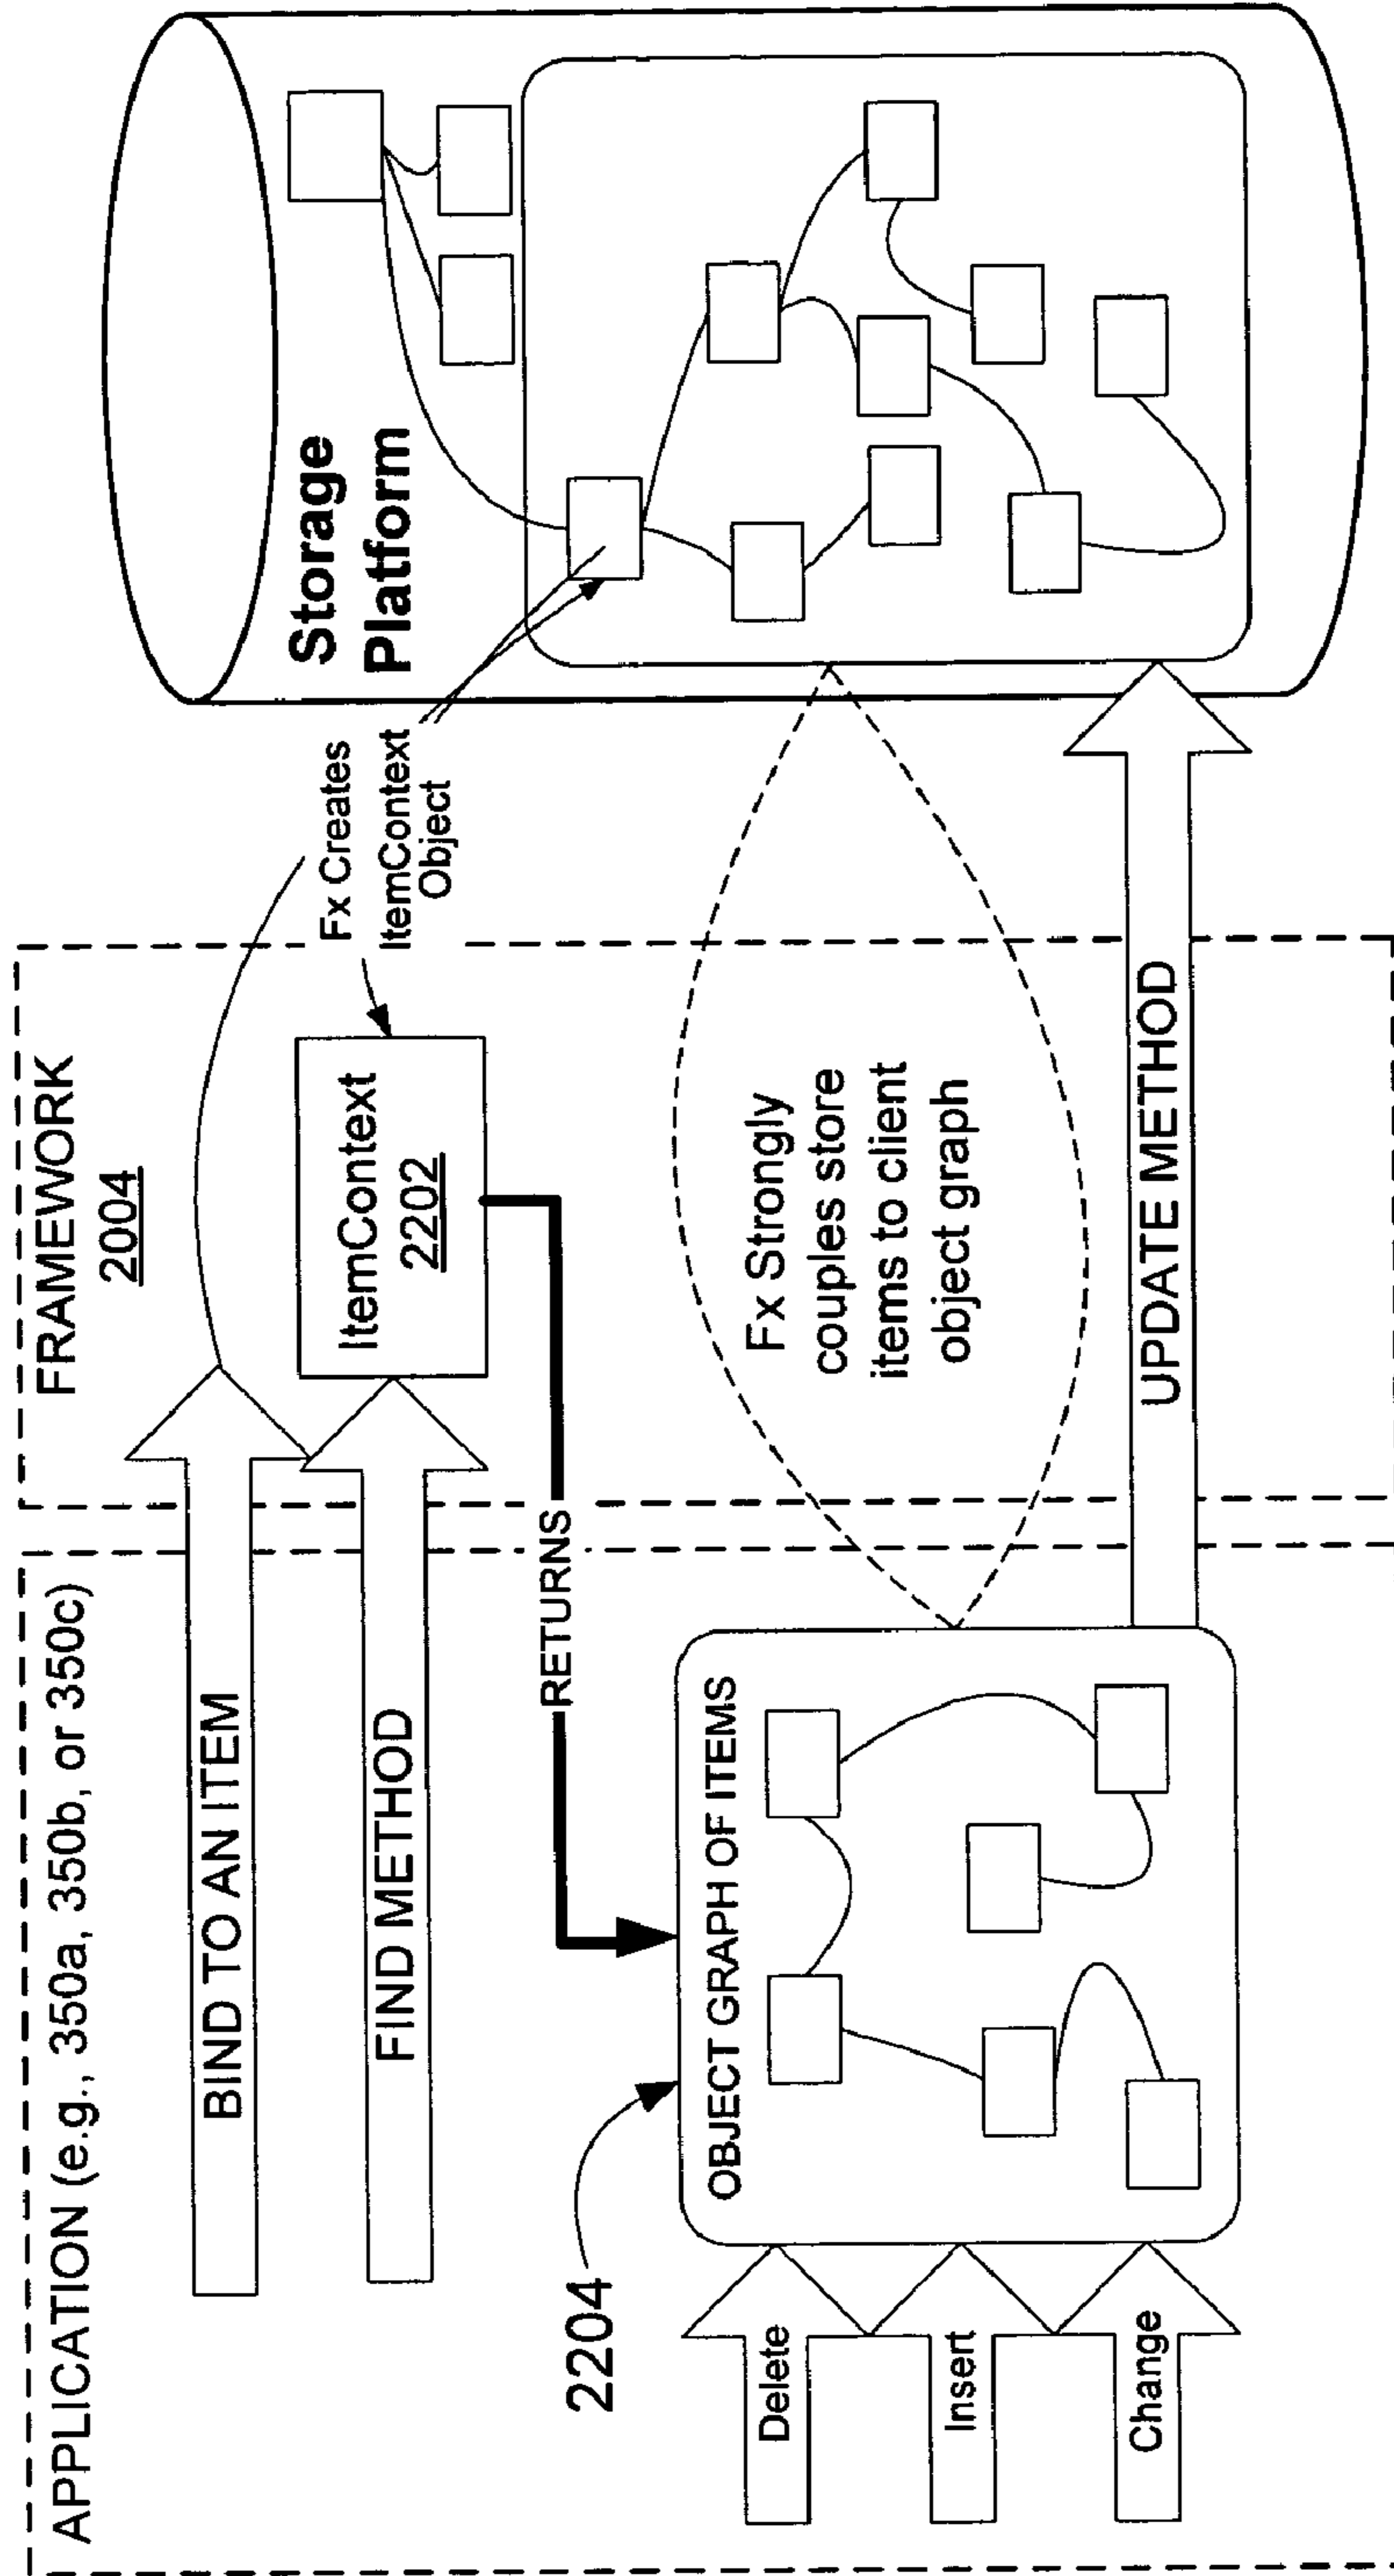 APPLICATION (e.g., 350a, 350b, or 350c)
BIND TO AN ITEM
FIND METHOD
FRAMEWORK
2004
ItemContext
2202
Fx Creates
ItemContext
Object
Storage
Platform
RETURNS
2204
OBJECT GRAPH OF ITEMS
Delete
Insert
Change
Fx Strongly
couples store
items to client
object graph
UPDATE METHOD